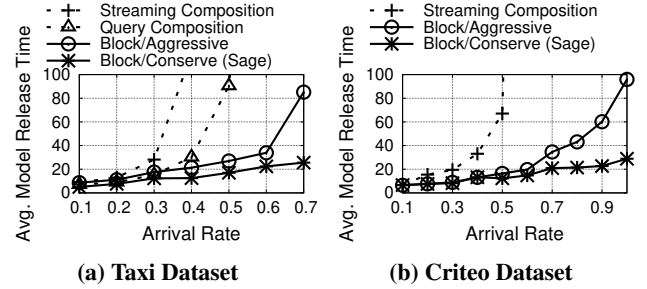 Streaming Composition
Query Composition
Block/Aggressive
Block/Conserve (Sage)
Avg. Model Release Time
100
80
60
40
20
0
0.1 0.2 0.3 0.4 0.5 0.6 0.7
Arrival Rate
(a) Taxi Dataset
Streaming Composition
Block/Aggressive
Block/Conserve (Sage)
Avg. Model Release Time
100
80
60
40
20
0
0.1 0.3 0.5 0.7 0.9
Arrival Rate
(b) Criteo Dataset